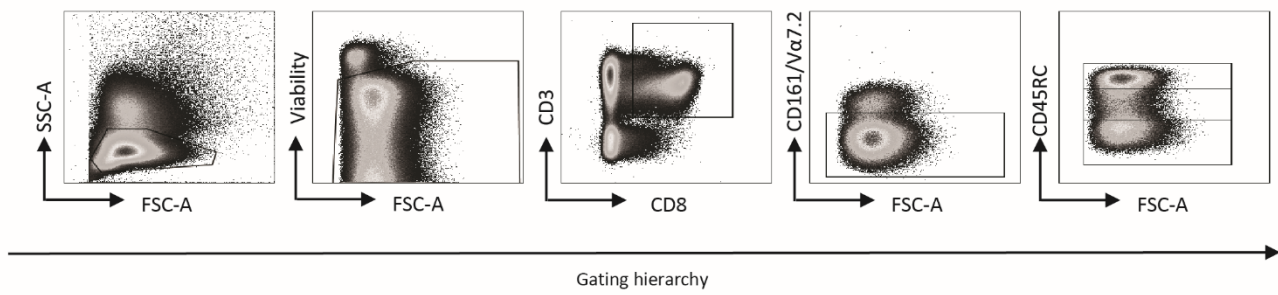 SSC-A
FSC-A
Viability
FSC-A
CD3
CD8
CD161/Vα7.2
FSC-A
CD45RC
FSC-A
Gating hierarchy